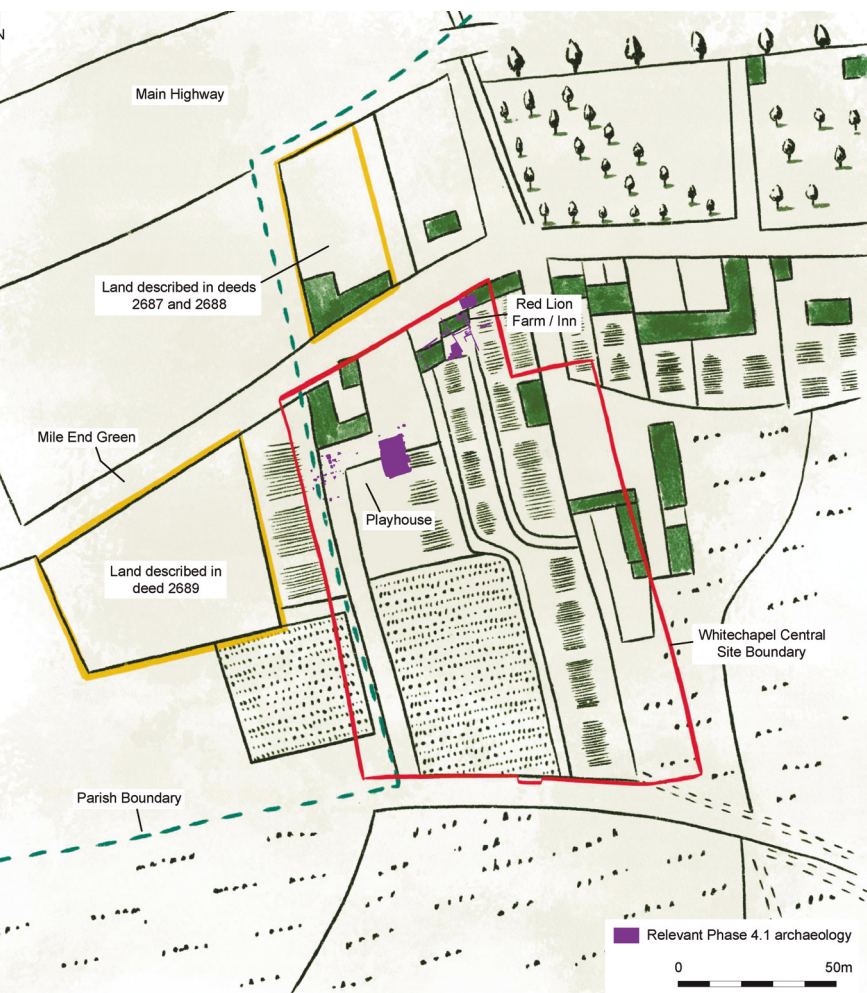 N
Main Highway
Land described in deeds
2687 and 2688
Red Lion
Farm / Inn
Mile End Green
Playhouse
Land described in
deed 2689
Whitechapel Central
Site Boundary
Parish Boundary
Relevant Phase 4.1 archaeology
0 50m